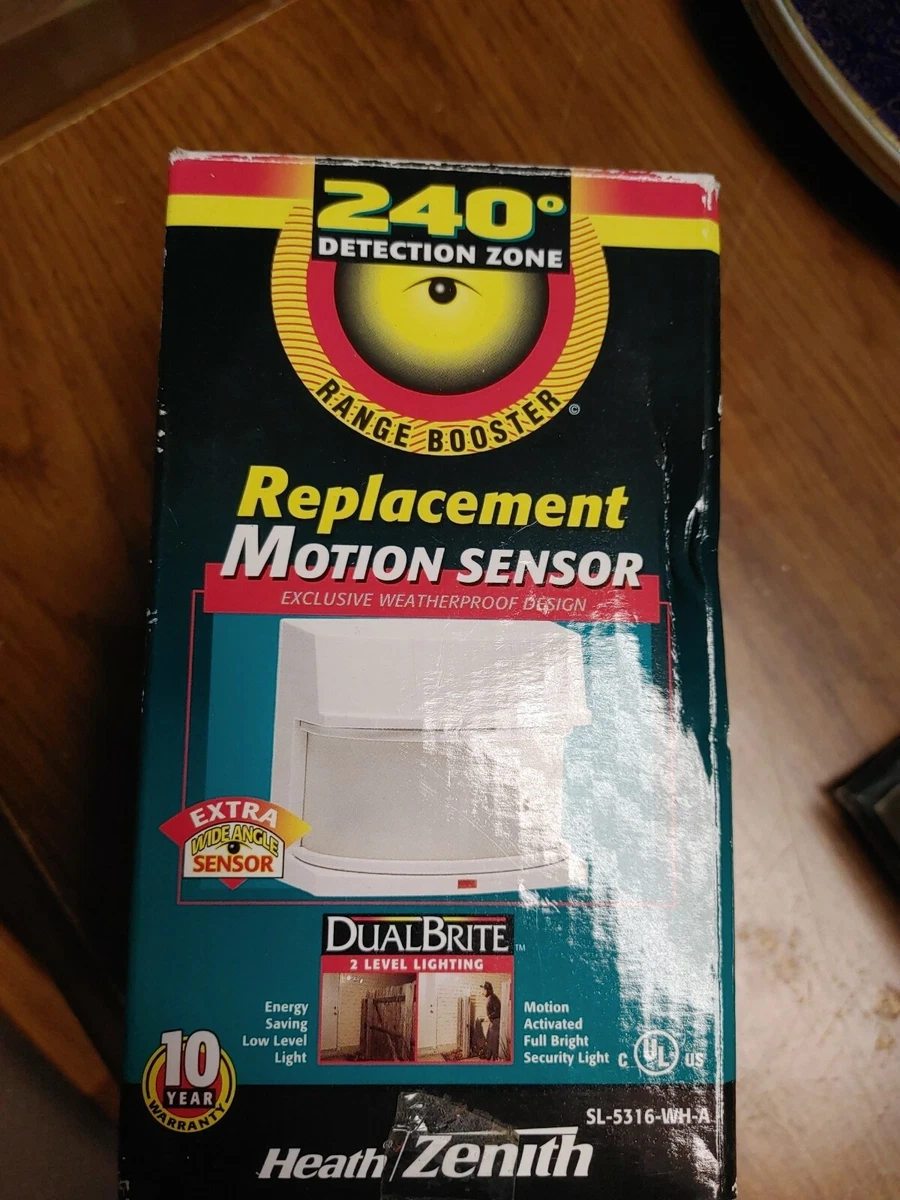 240°
DETECTION ZONE
RANGE BOOSTER ©
Replacement
MOTION SENSOR
EXCLUSIVE WEATHERPROOF DESIGN
EXTRA
WIDE ANGLE
SENSOR
DUALBRITE™
2 LEVEL LIGHTING
Energy
Saving
Low Level
Light
Motion
Activated
Full Bright
Security Light
C UL US
10
YEAR
WARRANTY
SL-5316-WH-A
Heath®/Zenith